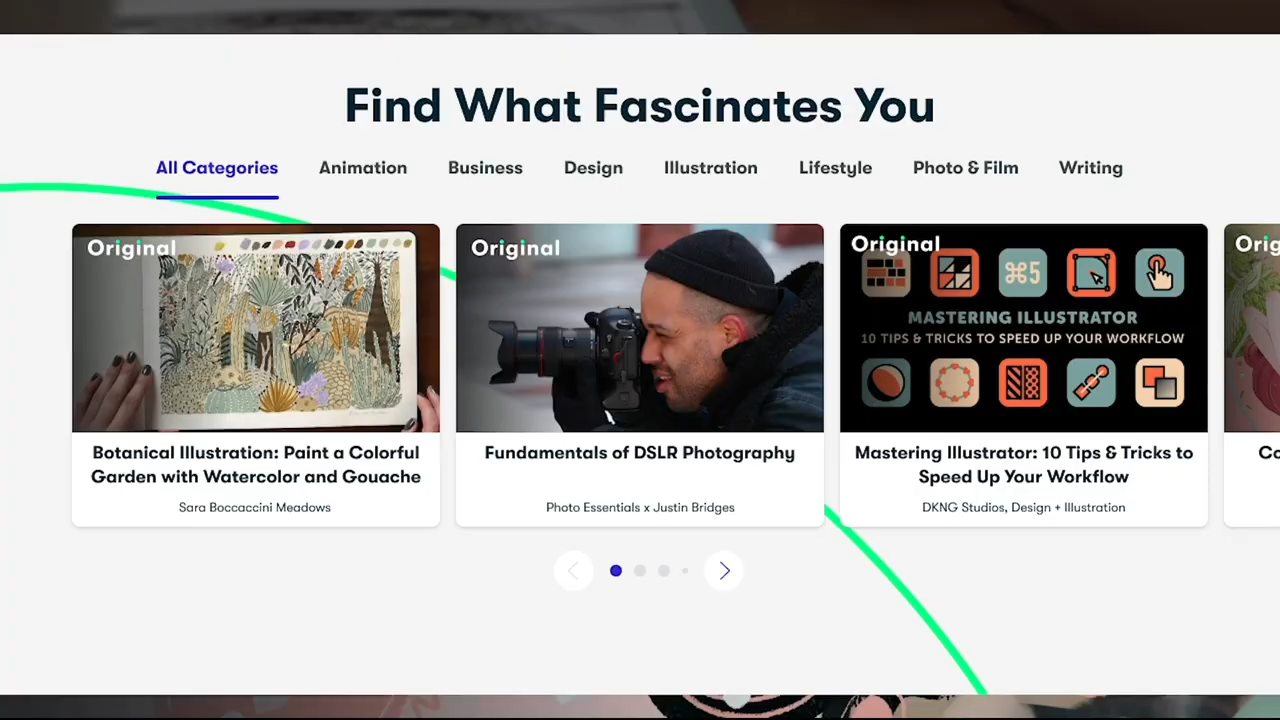 Find What Fascinates You
All Categories Animation Business Design Illustration Lifestyle Photo & Film Writing
Original
Original
Original
⌘5
MASTERING ILLUSTRATOR
10 TIPS & TRICKS TO SPEED UP YOUR WORKFLOW
Botanical Illustration: Paint a Colorful
Garden with Watercolor and Gouache
Sara Boccaccini Meadows
Fundamentals of DSLR Photography
Photo Essentials x Justin Bridges
Mastering Illustrator: 10 Tips & Tricks to
Speed Up Your Workflow
DKNG Studios, Design + Illustration